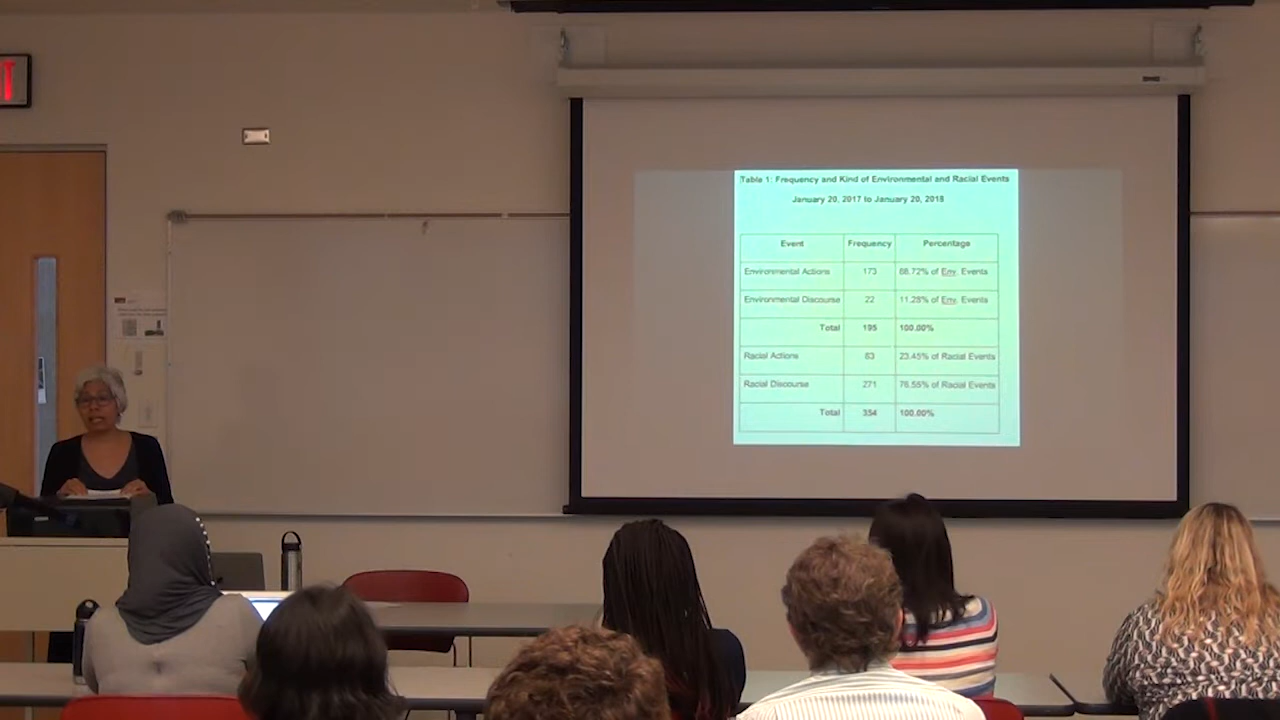 T
Table 1: Frequency and Kind of Environmental and Racial Events
January 20, 2017 to January 20, 2018
Event Frequency Percentage
Environmental Actions 173 88.72% of Env. Events
Environmental Discourse 22 11.28% of Env. Events
Total 195 100.00%
Racial Actions 83 23.45% of Racial Events
Racial Discourse 271 76.55% of Racial Events
Total 354 100.00%